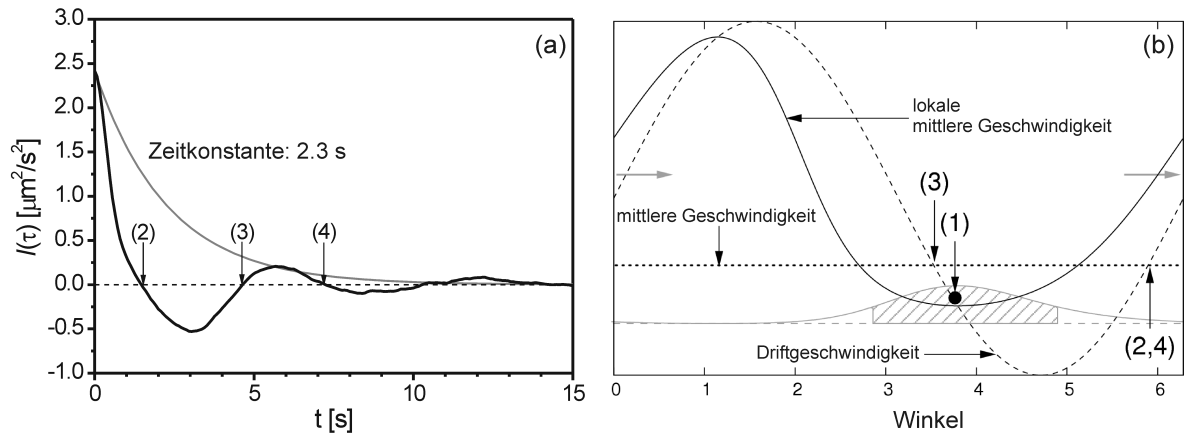 (a)
3.0
2.5
2.0
1.5
1.0
0.5
0.0
-0.5
-1.0
I(τ) [μm²/s²]
Zeitkonstante: 2.3 s
(2)
(3)
(4)
0
5
10
15
t [s]
(b)
lokale
mittlere Geschwindigkeit
(3)
mittlere Geschwindigkeit
(1)
Driftgeschwindigkeit
(2,4)
0
1
2
3
4
5
6
Winkel